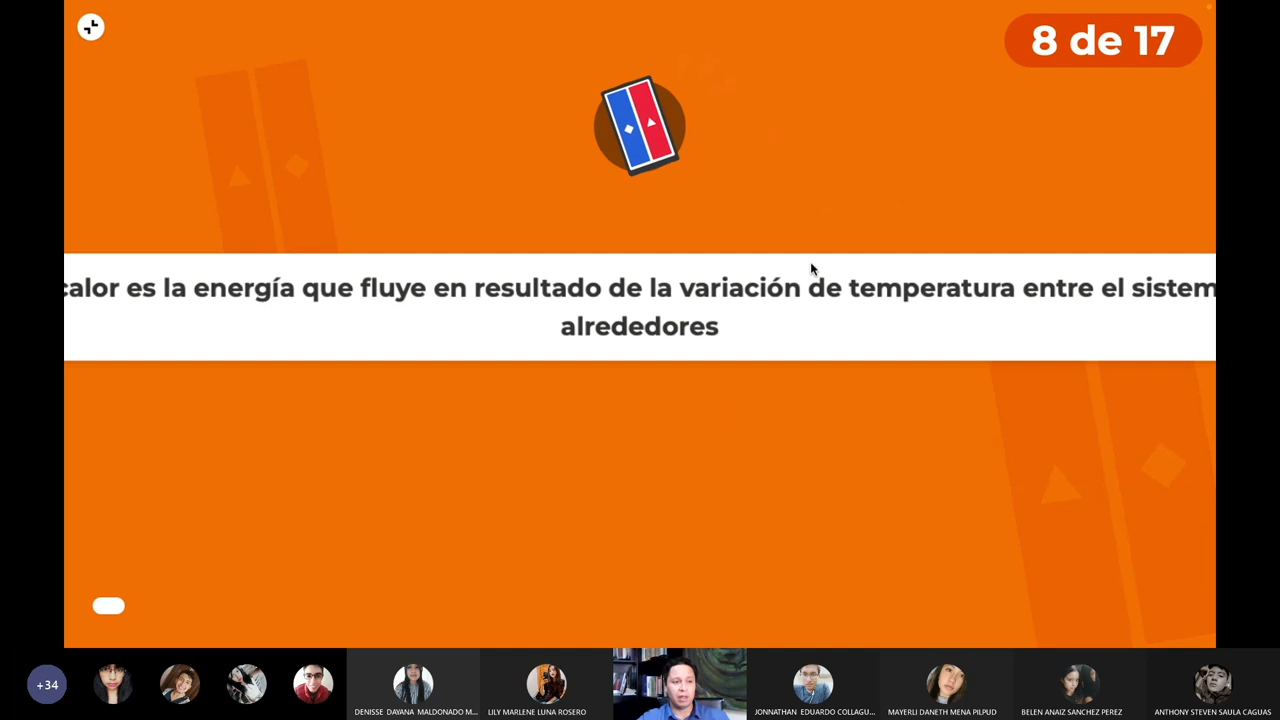 8 de 17
calor es la energía que fluye en resultado de la variación de temperatura entre el sistem
alrededores
+34
DENISSE DAYANA MALDONADO M...
LILY MARLENE LUNA ROSERO
JONNATHAN EDUARDO COLLAGU...
MAYERLI DANETH MENA PILPUD
BELEN ANAIZ SANCHEZ PEREZ
ANTHONY STEVEN SAULA CAGUAS